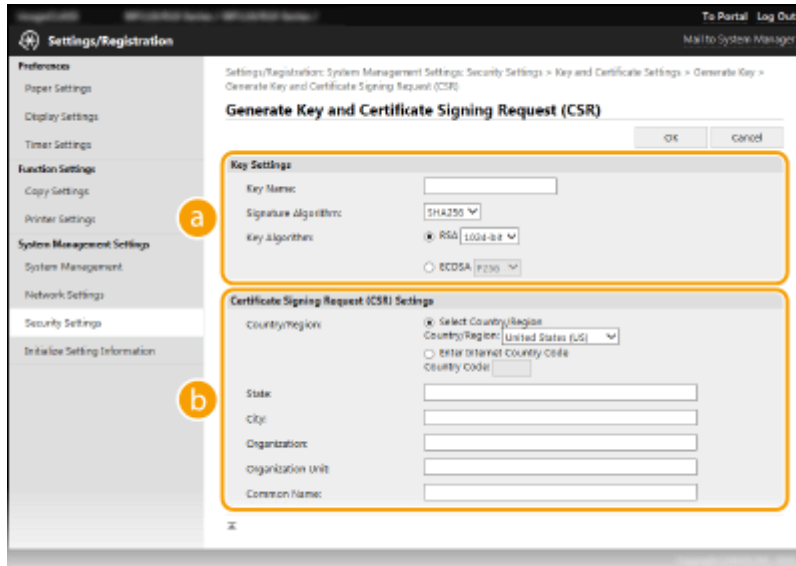 To Portal Log Out
Settings/Registration
Mail to System Manager
Preferences
Paper Settings
Display Settings
Timer Settings
Function Settings
Copy Settings
Printer Settings
System Management Settings
System Management
Network Settings
Security Settings
Initialize Setting Information
Settings/Registration: System Management Settings: Security Settings > Key and Certificate Settings > Generate Key >
Generate Key and Certificate Signing Request (CSR)
Generate Key and Certificate Signing Request (CSR)
OK Cancel
a
Key Settings
Key Name:
Signature Algorithm: SHA256
Key Algorithm: RSA 1024-bit
ECDSA P256
b
Certificate Signing Request (CSR) Settings
Country/Region: Select Country/Region
Country/Region: United States (US)
Enter Internet Country Code
Country Code:
State:
City:
Organization:
Organization Unit:
Common Name: